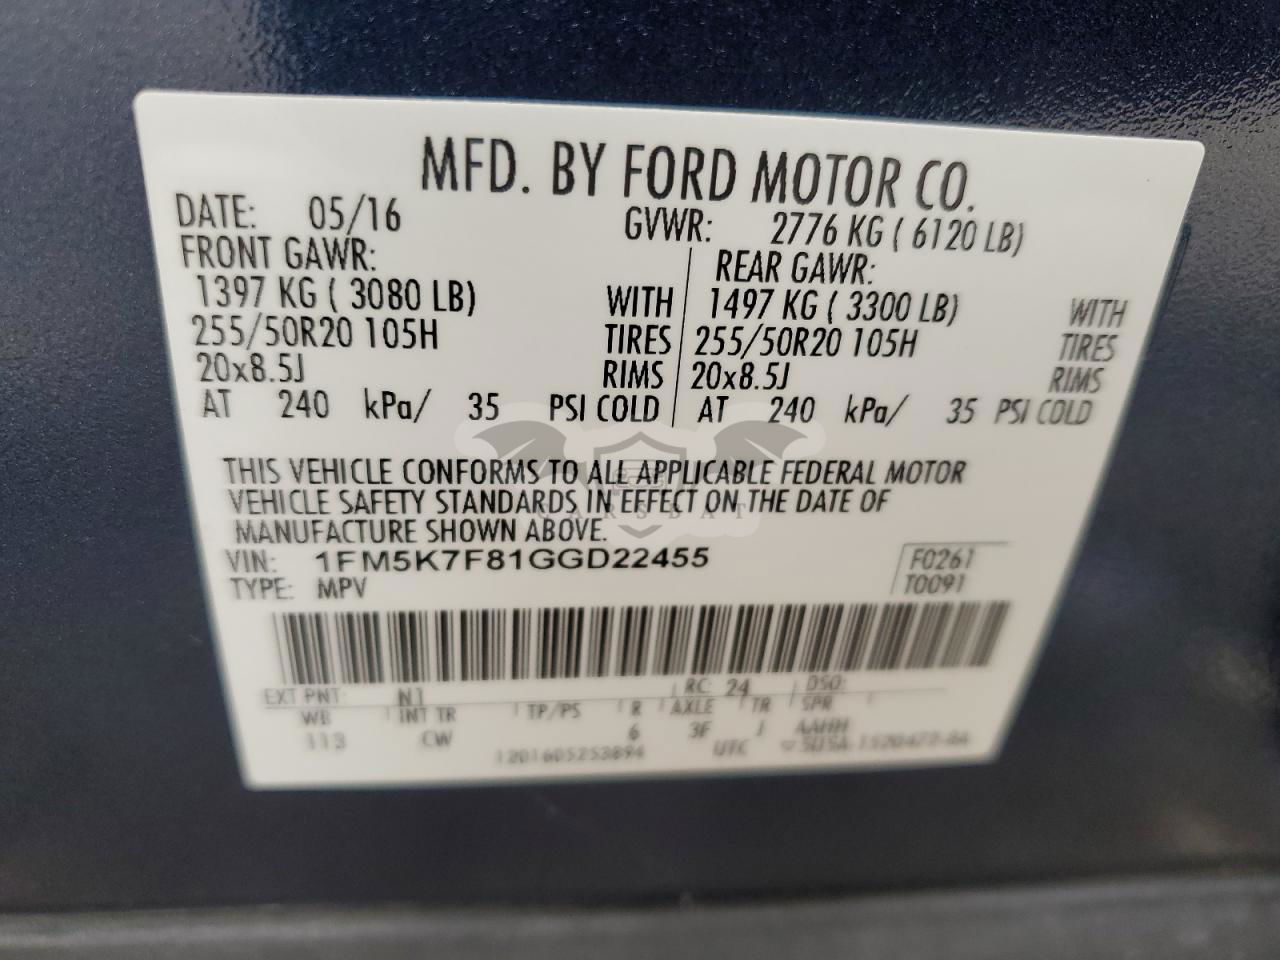 MFD. BY FORD MOTOR CO.
DATE: 05/16 GVWR: 2776 KG ( 6120 LB)
FRONT GAWR: REAR GAWR:
1397 KG ( 3080 LB) WITH 1497 KG ( 3300 LB) WITH
255/50R20 105H TIRES 255/50R20 105H TIRES
20x8.5J RIMS 20x8.5J RIMS
AT 240 kPa/ 35 PSI COLD AT 240 kPa/ 35 PSI COLD
THIS VEHICLE CONFORMS TO ALL APPLICABLE FEDERAL MOTOR
VEHICLE SAFETY STANDARDS IN EFFECT ON THE DATE OF
CARSBAT
MANUFACTURE SHOWN ABOVE.
VIN: 1FM5K7F81GGD22455 F0261
TYPE: MPV T0091
EXT PNT: N1 RC: 24 DSO:
WB INT TR TP/PS R AXLE TR SPR
113 CW 6 3F J AAHH
1201605253894 UTC